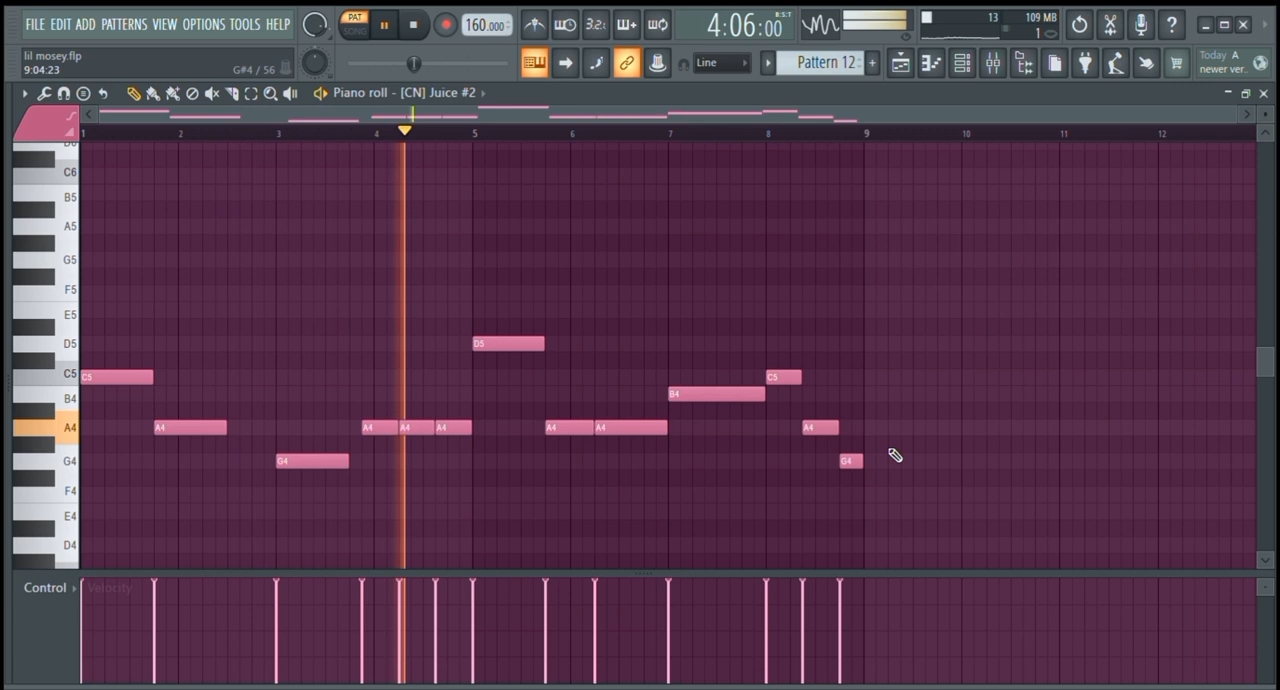 FILE EDIT ADD PATTERNS VIEW OPTIONS TOOLS HELP
PAT
SONG
160.000
3.2.
4:06:00
B:S:T
13
109 MB
1
lil mosey.flp
9:04:23
G#4 / 56
Line
Pattern 12
Today
newer ver..
Piano roll - [CN] Juice #2
1 2 3 4 5 6 7 8 9 10 11 12
C6
B5
A5
G5
F5
E5
D5
D5
C5
C5
C5
B4
B4
A4
A4 A4 A4 A4 A4 A4 A4
G4
G4 G4
F4
E4
D4
Control
Velocity